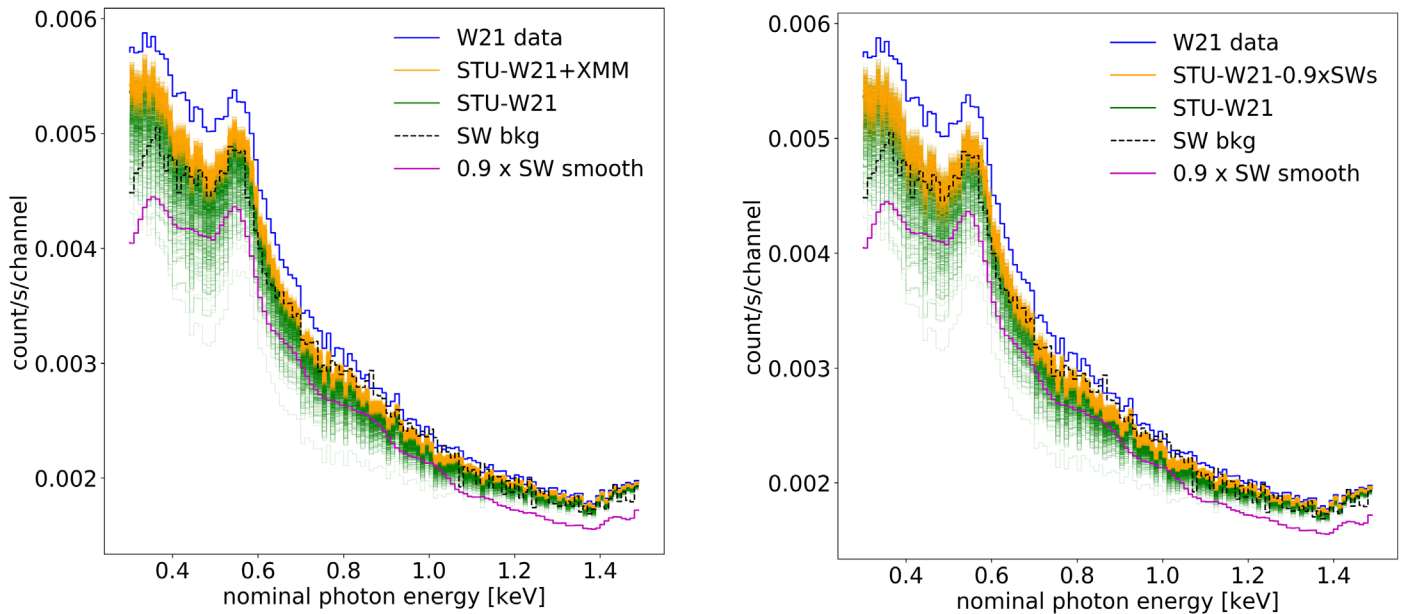 0.006
0.005
0.004
0.003
0.002
count/s/channel
W21 data
STU-W21+XMM
STU-W21
SW bkg
0.9 x SW smooth
0.4 0.6 0.8 1.0 1.2 1.4
nominal photon energy [keV]
0.006
0.005
0.004
0.003
0.002
count/s/channel
W21 data
STU-W21-0.9xSWs
STU-W21
SW bkg
0.9 x SW smooth
0.4 0.6 0.8 1.0 1.2 1.4
nominal photon energy [keV]